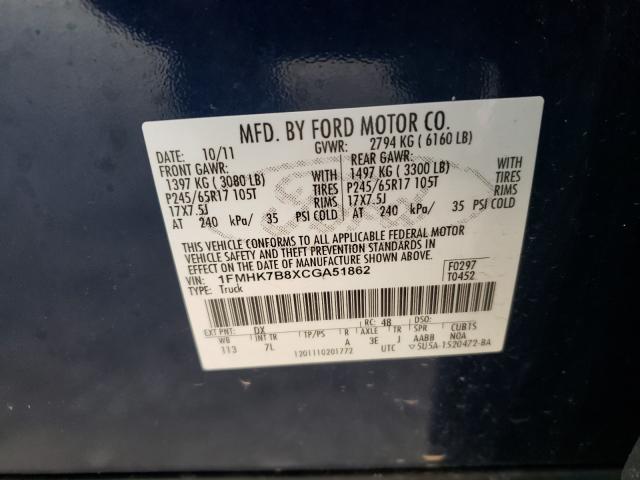 MFD. BY FORD MOTOR CO.
DATE: 10/11 GVWR: 2794 KG ( 6160 LB)
FRONT GAWR: REAR GAWR:
1397 KG ( 3080 LB) WITH 1497 KG ( 3300 LB) WITH
P245/65R17 105T TIRES P245/65R17 105T TIRES
17X7.5J RIMS 17X7.5J RIMS
AT 240 kPa/ 35 PSI COLD AT 240 kPa/ 35 PSI COLD
THIS VEHICLE CONFORMS TO ALL APPLICABLE FEDERAL MOTOR
VEHICLE SAFETY AND THEFT PREVENTION STANDARDS IN
EFFECT ON THE DATE OF MANUFACTURE SHOWN ABOVE.
VIN: 1FMHK7B8XCGA51862 F0297
TYPE: Truck T0452
EXT PNT: DX RC: 48 DSO:
WB INT TR TP/PS R AXLE TR SPR CUBTS
113 7L A 3E J AABB NOA
1201110201772 UTC ▽5U5A-1520472-BA